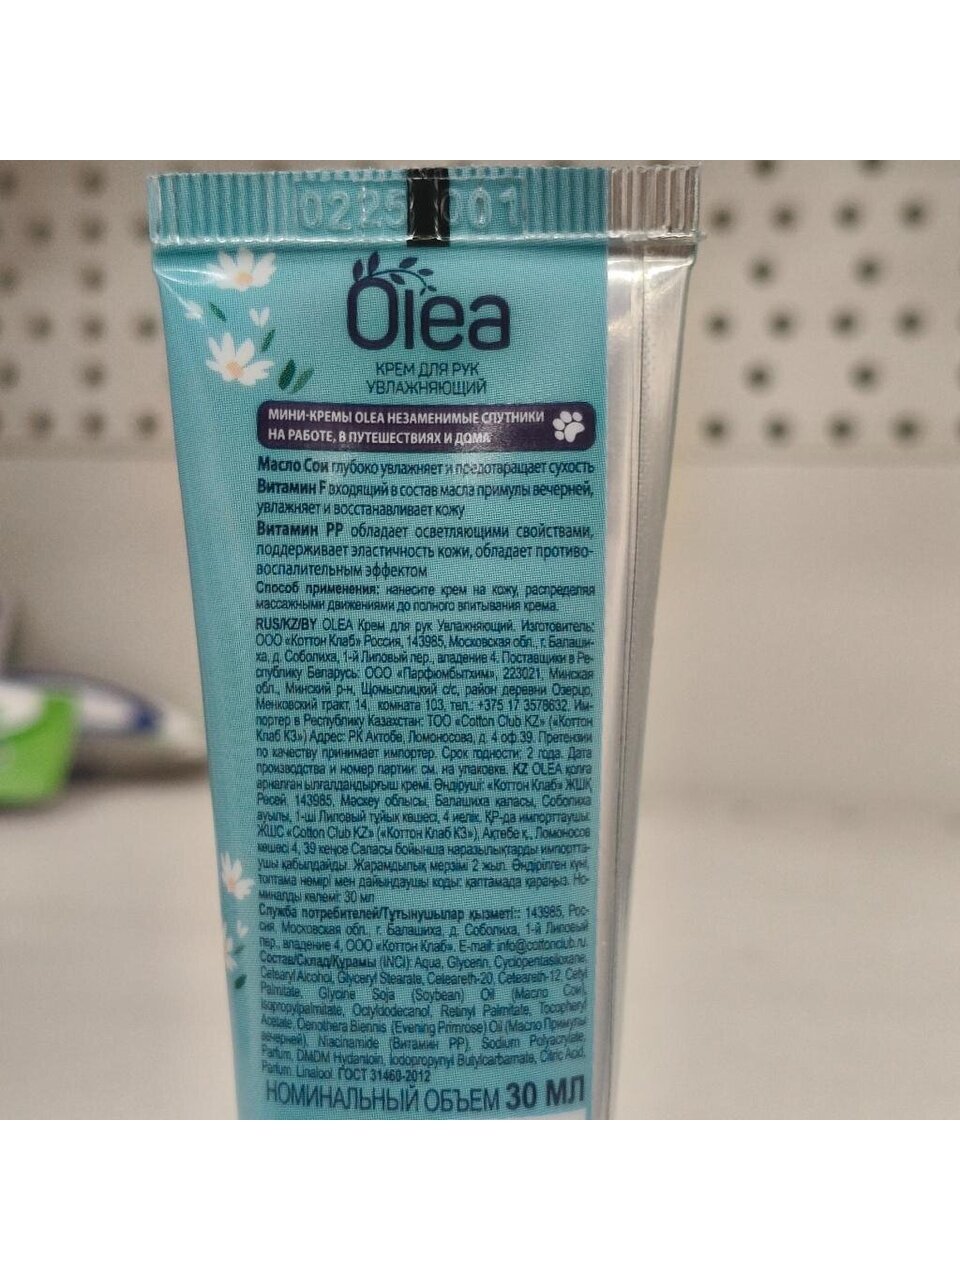 0225 001
Olea
КРЕМ ДЛЯ РУК
УВЛАЖНЯЮЩИЙ
МИНИ-КРЕМЫ OLEA НЕЗАМЕНИМЫЕ СПУТНИКИ
НА РАБОТЕ, В ПУТЕШЕСТВИЯХ И ДОМА
Масло Сои глубоко увлажняет и предотвращает сухость
Витамин F входящий в состав масла примулы вечерней,
увлажняет и восстанавливает кожу
Витамин PP обладает осветляющими свойствами,
поддерживает эластичность кожи, обладает противо-
воспалительным эффектом
Способ применения: нанесите крем на кожу, распределяя
массажными движениями до полного впитывания крема.
RUS/KZ/BY OLEA Крем для рук Увлажняющий. Изготовитель:
ООО «Коттон Клаб» Россия, 143985, Московская обл., г. Балаши-
ха, д. Соболиха, 1-й Липовый пер., владение 4. Поставщики в Ре-
спублику Беларусь: ООО «Парфюмбытхим», 223021, Минская
обл., Минский р-н, Щомыслицкий с/с, район деревни Озерцо,
Менковский тракт, 14, комната 103, тел.: +375 17 3578632. Им-
портер в Республику Казахстан: ТОО «Cotton Club KZ» («Коттон
Клаб КЗ») Адрес: РК Актобе, Ломоносова, д. 4 оф.39. Претензии
по качеству принимает импортер. Срок годности: 2 года. Дата
производства и номер партии: см. на упаковке. KZ OLEA қолға
арналған ылғалдандырғыш кремі. Өндіруші: «Коттон Клаб» ЖШҚ
Ресей, 143985, Мәскеу облысы, Балашиха қаласы, Соболиха
ауылы, 1-ші Липовый тұйық көшесі, 4 иелік. ҚР-да импорттаушы:
ЖШС «Cotton Club KZ» («Коттон Клаб КЗ»), Ақтөбе қ., Ломоносов
көшесі 4, 39 кеңсе Сапасы бойынша наразылықтарды импортта-
ушы қабылдайды. Жарамдылық мерзімі 2 жыл. Өндірілген күні,
топтама нөмірі мен дайындаушы коды: қаптамада қараңыз. Но-
миналды көлемі: 30 мл
Служба потребителей/Тұтынушылар қызметі:: 143985, Рос-
сия, Московская обл., г. Балашиха, д. Соболиха, 1-й Липовый
пер., владение 4, ООО «Коттон Клаб». E-mail: info@cottonclub.ru.
Состав/Склад/Құрамы (INCI): Aqua, Glycerin, Cyclopentasiloxane,
Cetearyl Alcohol, Glyceryl Stearate, Ceteareth-20, Ceteareth-12, Cetyl
Palmitate, Glycine Soja (Soybean) Oil (Масло Сои),
Isopropylpalmitate, Octyldodecanol, Retinyl Palmitate, Tocopheryl
Acetate, Oenothera Biennis (Evening Primrose) Oil (Масло Примулы
вечерней), Niacinamide (Витамин PP), Sodium Polyacrylate,
Parfum, DMDM Hydantoin, Iodopropynyl Butylcarbamate, Citric Acid,
Parfum, Linalool. ГОСТ 31460-2012
НОМИНАЛЬНЫЙ ОБЪЕМ 30 МЛ